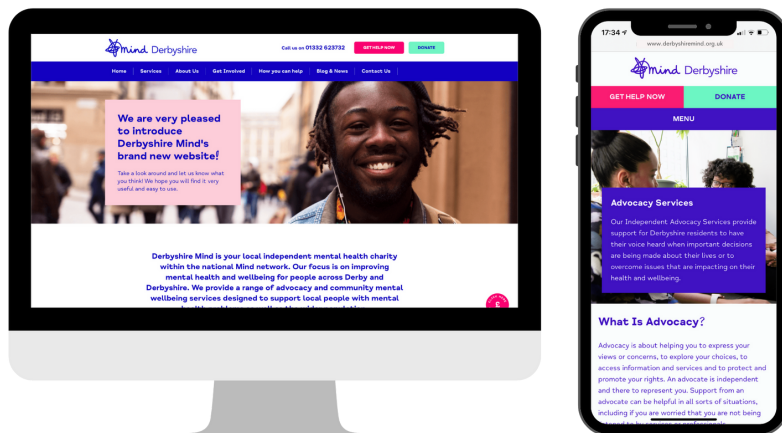 mind Derbyshire
Call us on 01332 623732
GET HELP NOW
DONATE
Home
Services
About Us
Get Involved
How you can help
Blog & News
Contact Us
We are very pleased
to introduce
Derbyshire Mind's
brand new website!
Take a look around and let us know what
you think! We hope you will find it very
useful and easy to use.
Derbyshire Mind is your local independent mental health charity
within the national Mind network. Our focus is on improving
mental health and wellbeing for people across Derby and
Derbyshire. We provide a range of advocacy and community mental
wellbeing services designed to support local people with mental
£
17:34
www.derbyshiremind.org.uk
mind Derbyshire
GET HELP NOW
DONATE
MENU
Advocacy Services
Our Independent Advocacy Services provide
support for Derbyshire residents to have
their voice heard when important decisions
are being made about their lives or to
overcome issues that are impacting on their
health and wellbeing.
What Is Advocacy?
Advocacy is about helping you to express your
views or concerns, to explore your choices, to
access information and services and to protect and
promote your rights. An advocate is independent
and there to represent you. Support from an
advocate can be helpful in all sorts of situations,
including if you are worried that you are not being